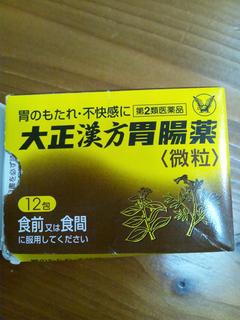 胃のもたれ・不快感に
第2類医薬品
大正漢方胃腸薬
〈微粒〉
12包
食前又は食間
に服用してください